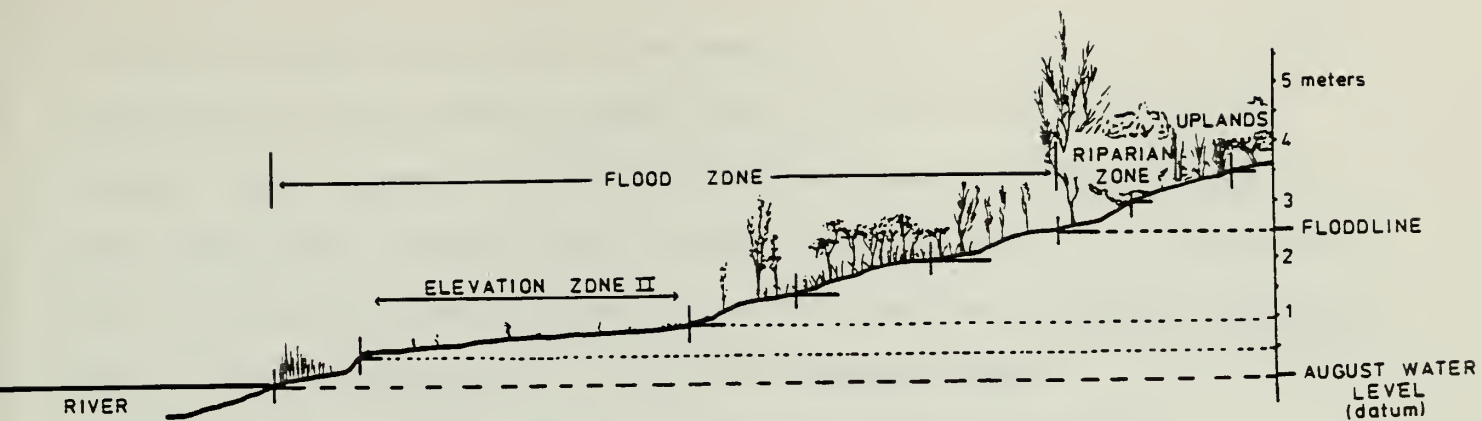 5 meters
UPLANDS
4
RIPARIAN
ZONE
FLOOD ZONE
3
FLODDLINE
2
ELEVATION ZONE II
1
AUGUST WATER
LEVEL
(datum)
RIVER